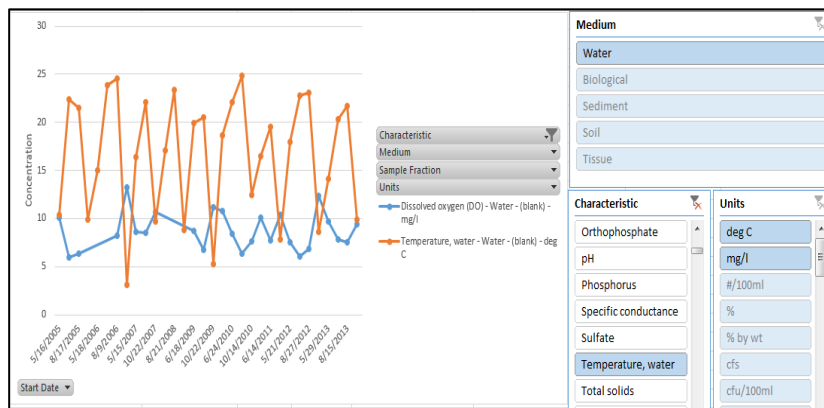 30
25
20
15
10
5
0
Concentration
5/16/2005
8/17/2005
5/18/2006
8/9/2006
5/15/2007
8/20/2007
5/22/2008
8/21/2008
6/18/2009
10/22/2009
6/24/2010
10/14/2010
6/14/2011
5/21/2012
8/27/2012
5/29/2013
8/15/2013
Start Date
Characteristic
Medium
Sample Fraction
Units
Dissolved oxygen (DO) - Water - (blank) -
mg/l
Temperature, water - Water - (blank) - deg
C
Medium
Water
Biological
Sediment
Soil
Tissue
Characteristic
Orthophosphate
pH
Phosphorus
Specific conductance
Sulfate
Temperature, water
Total solids
Units
deg C
mg/l
#/100ml
%
% by wt
cfs
cfu/100ml